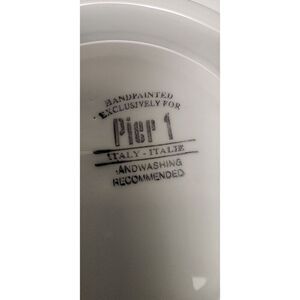 HANDPAINTED
EXCLUSIVELY FOR
Pier 1
ITALY - ITALIE
ANDWASHING
RECOMMENDED